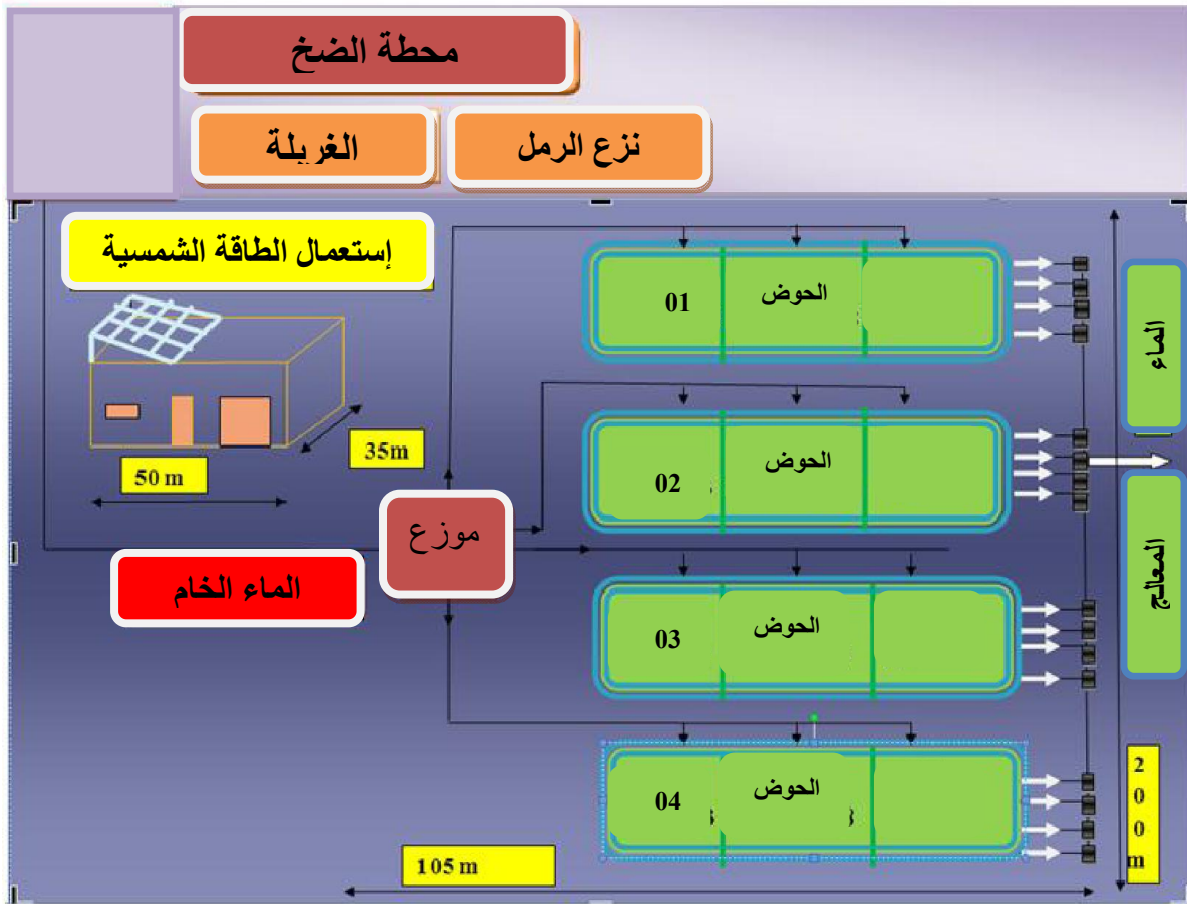 محطة الضخ
نزع الرمل
الغربلة
إستعمال الطاقة الشمسية
35m
50 m
موزع
الماء الخام
الحوض
01
الحوض
02
الحوض
03
الحوض
04
الماء
المعالج
200m
105 m